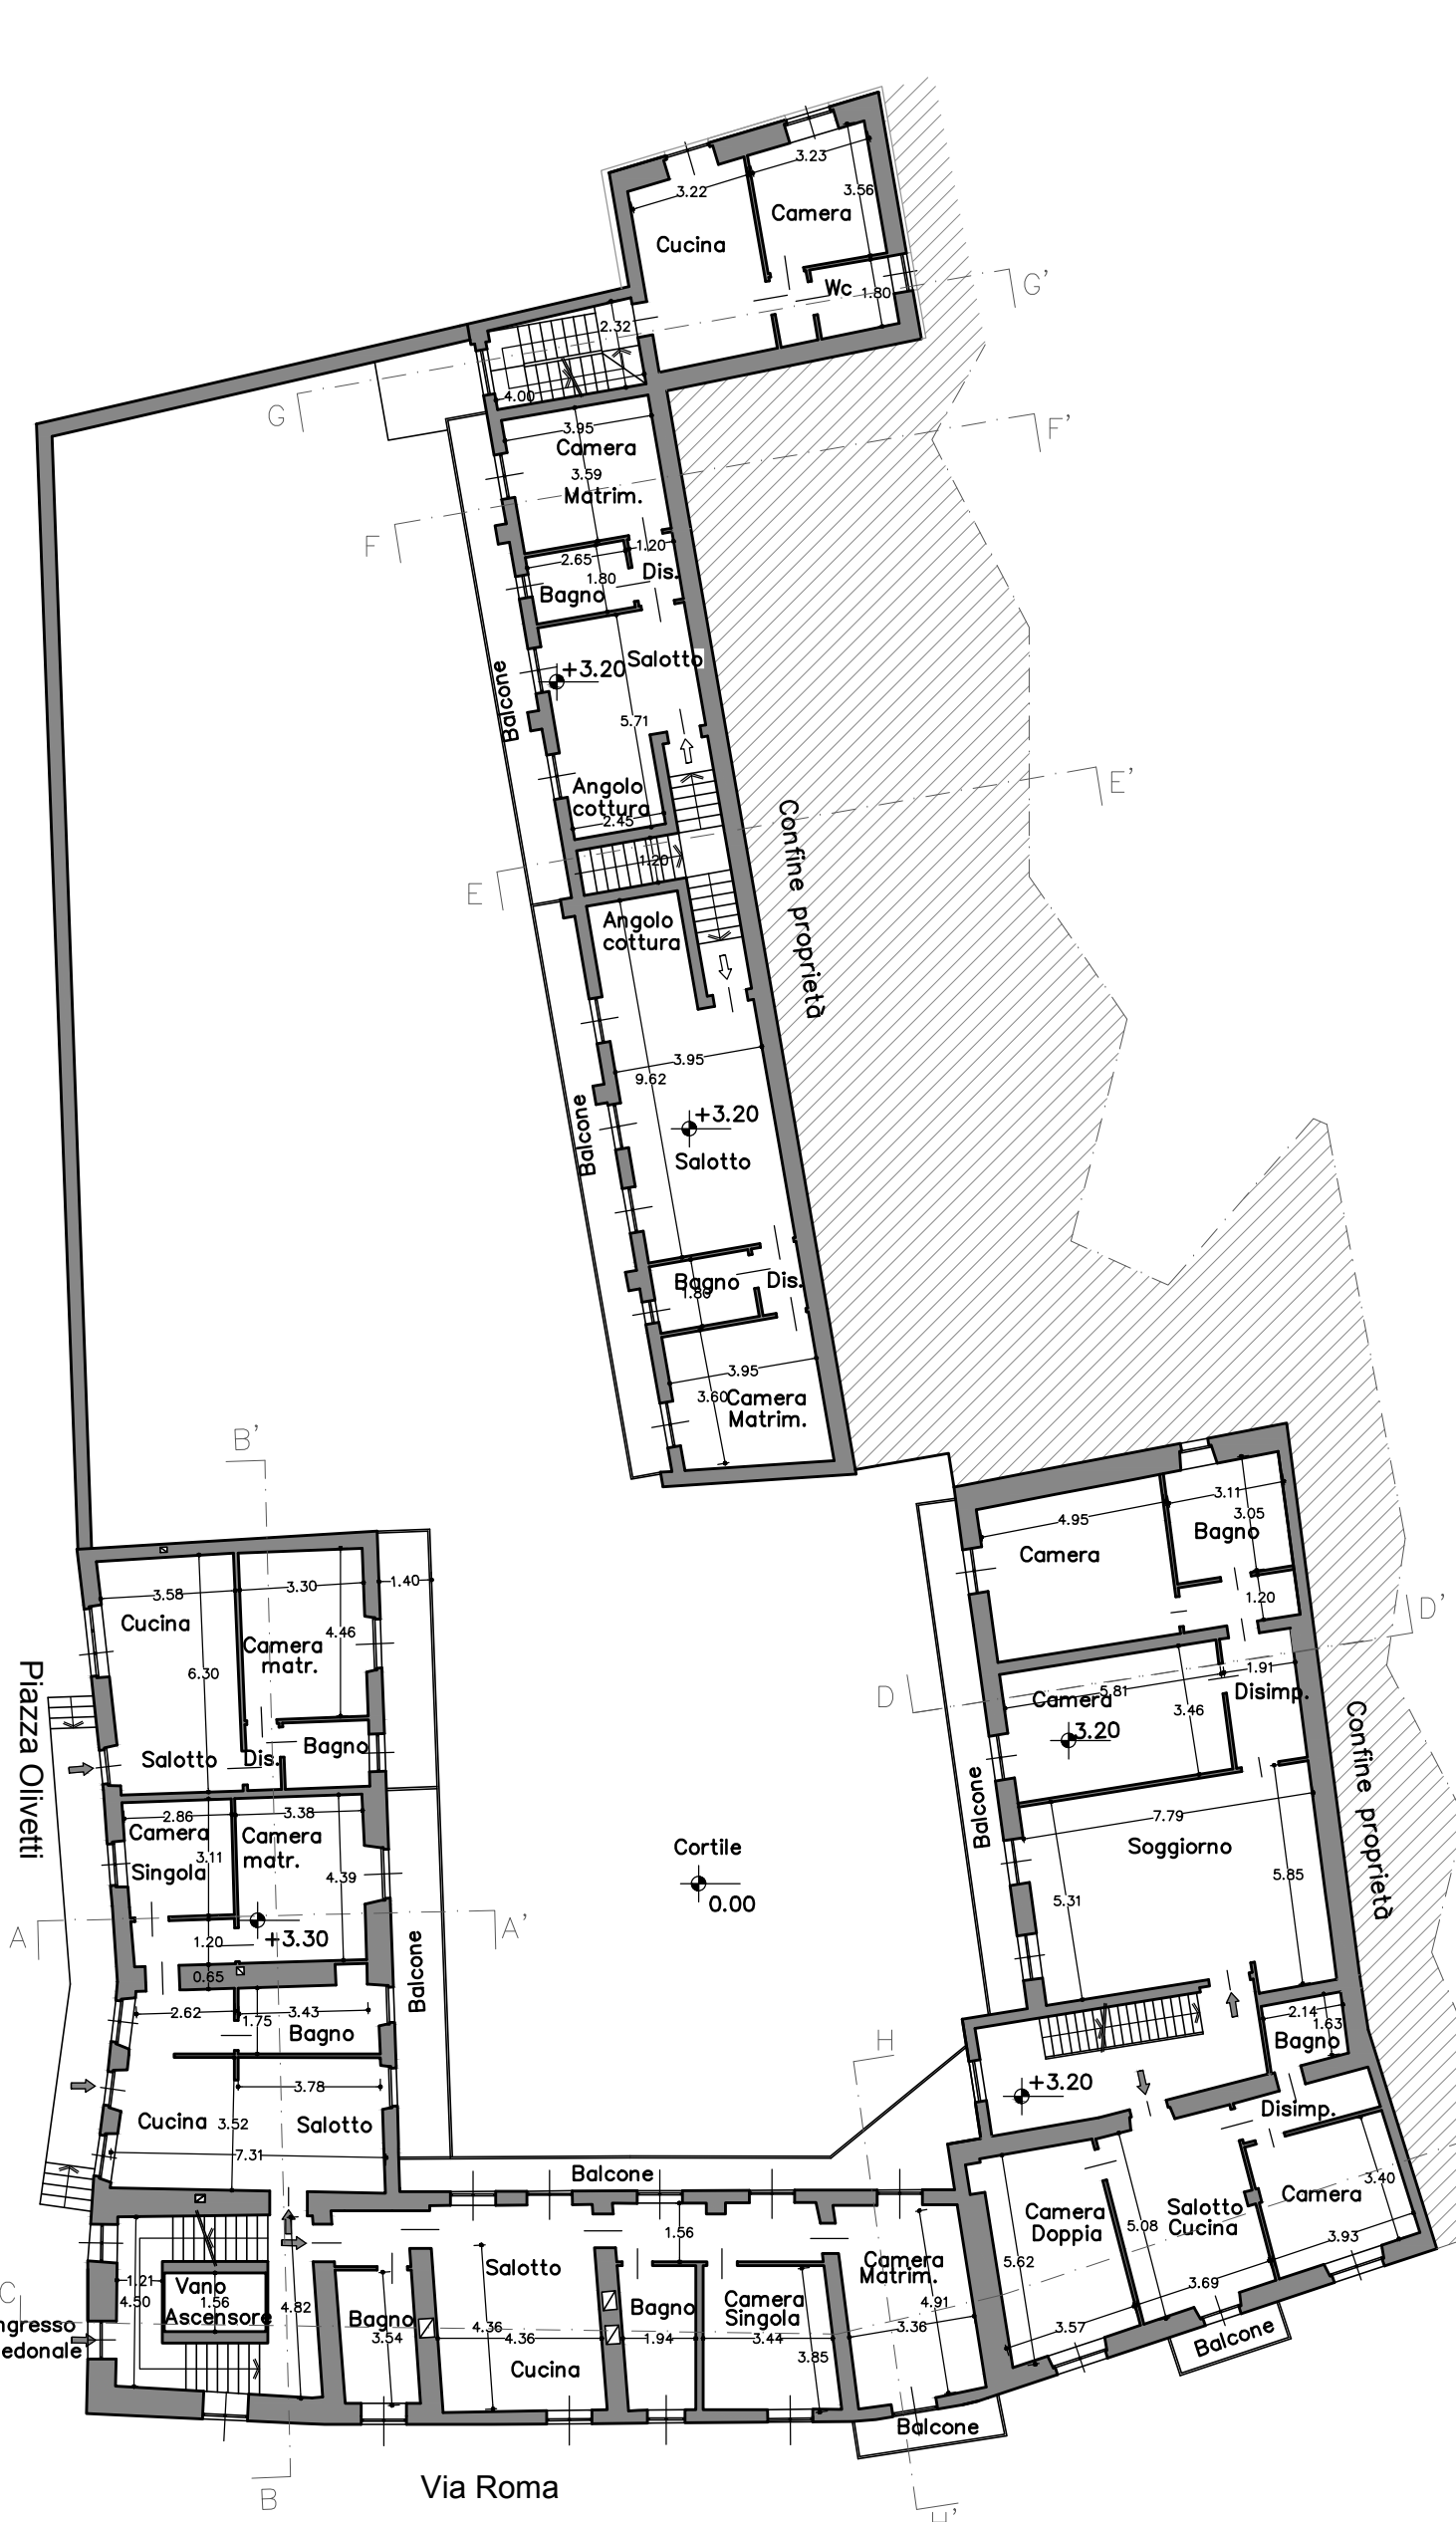 3.23
3.22
3.56
Camera
Cucina
Wc
1.80
G'
2.32
4.00
G
3.95
Camera
3.59
Matrim.
F'
F
1.20
2.65
1.80
Dis.
Bagno
Salotto
+3.20
Balcone
5.71
E'
Angolo
cottura
2.45
1.20
E
Confine proprietà
Angolo
cottura
3.95
9.62
+3.20
Balcone
Salotto
Bagno
Dis.
1.80
3.95
3.60
Camera
Matrim.
B'
3.11
3.05
4.95
Bagno
Camera
1.20
D'
3.58
3.30
1.40
Cucina
Camera
matr.
4.46
6.30
Salotto
Dis.
Bagno
Piazza Olivetti
1.91
Disimp.
D
Camera
5.81
3.46
3.20
Confine proprietà
Balcone
7.79
Soggiorno
5.85
5.31
2.86
3.38
Camera
Singola
3.11
Camera
matr.
4.39
Cortile
0.00
A
A'
+3.30
1.20
0.65
Balcone
2.62
3.43
1.75
Bagno
3.78
Cucina
3.52
Salotto
7.31
H
2.14
1.63
Bagno
+3.20
Disimp.
Balcone
Camera
Doppia
5.08
Salotto
Cucina
Camera
3.40
3.93
5.62
3.69
3.57
Balcone
1.56
Salotto
Camera
Matrim.
4.91
3.36
C
1.21
4.50
Vano
1.56
Ascensore
4.82
ngresso
edonale
Bagno
3.54
4.36
4.36
Cucina
Bagno
1.94
Camera
Singola
3.44
3.85
Balcone
B
Via Roma
H'